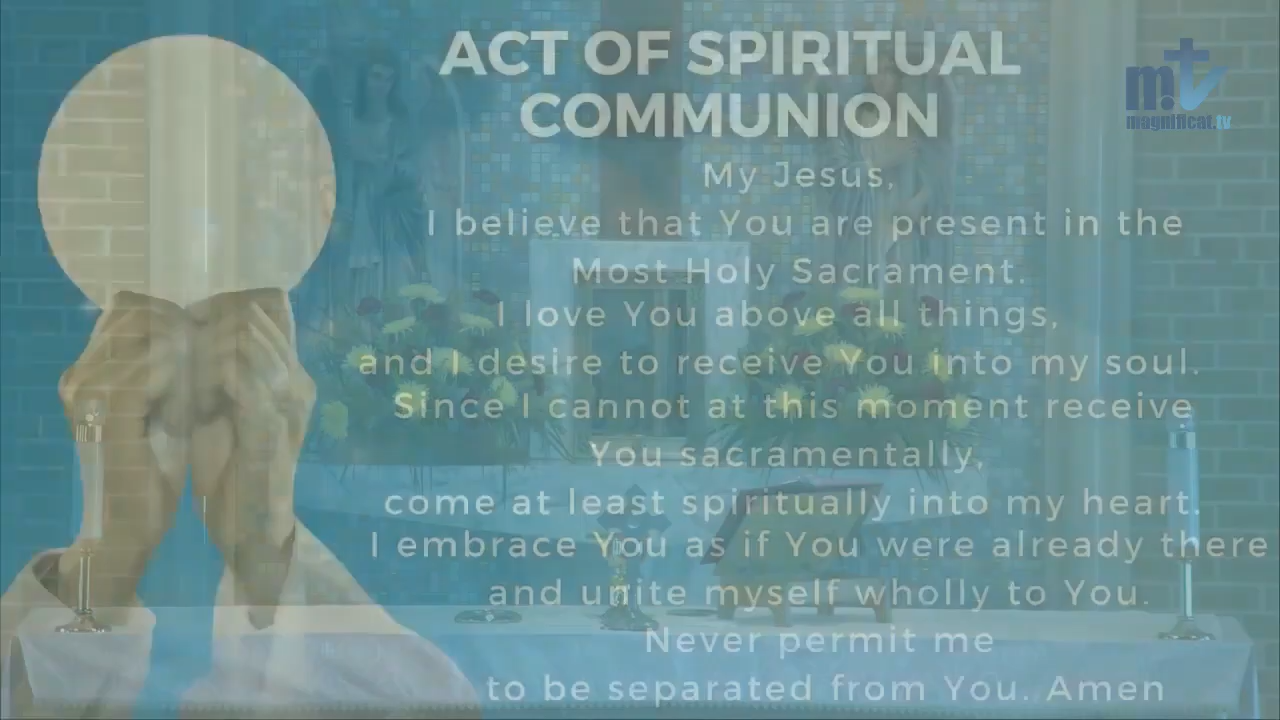 ACT OF SPIRITUAL
COMMUNION
mtv
magnificat.tv
My Jesus,
I believe that You are present in the
Most Holy Sacrament.
I love You above all things,
and I desire to receive You into my soul.
Since I cannot at this moment receive
You sacramentally,
come at least spiritually into my heart.
I embrace You as if You were already there
and unite myself wholly to You.
Never permit me
to be separated from You. Amen